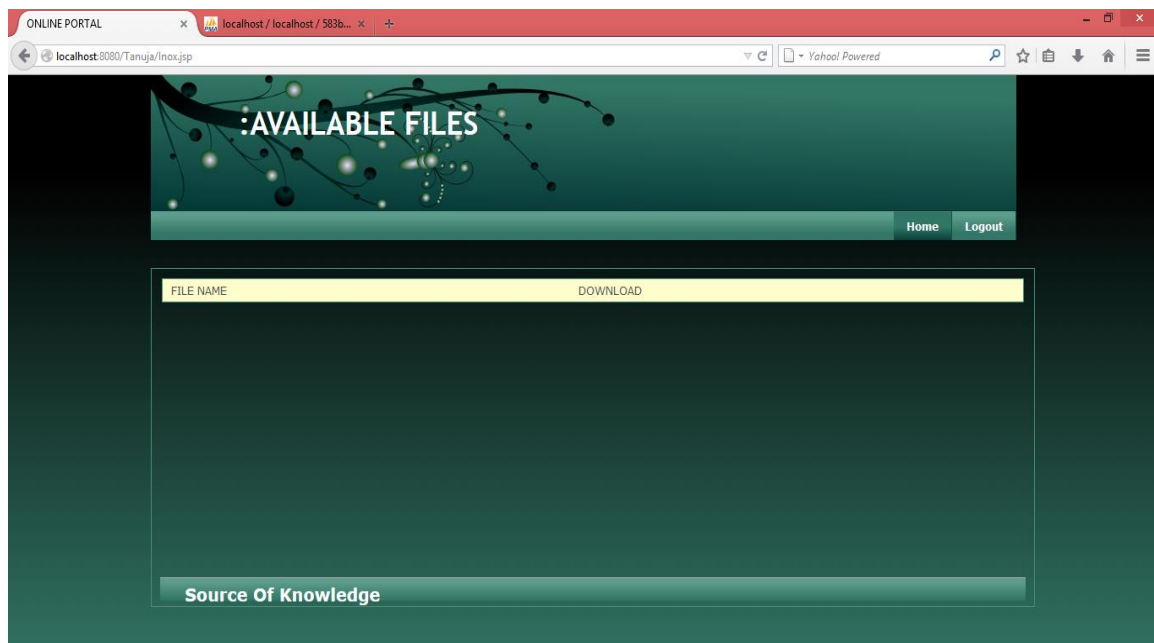 ONLINE PORTAL
localhost / localhost / 583b...
localhost:8080/Tanuja/Inox.jsp
Yahoo! Powered
:AVAILABLE FILES
Home Logout
FILE NAME DOWNLOAD
Source Of Knowledge